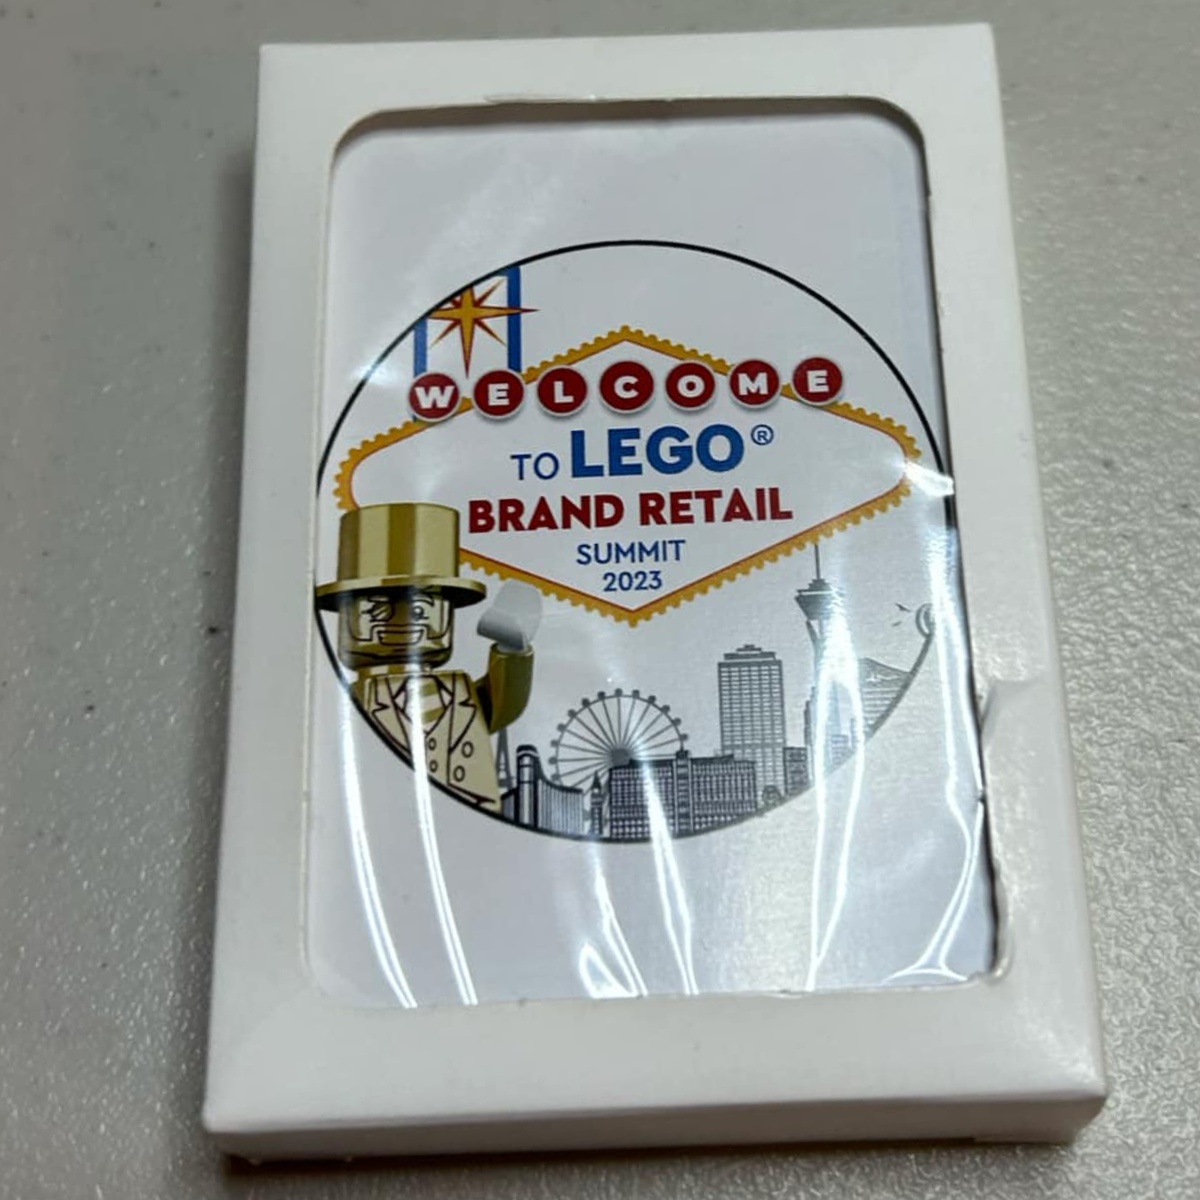 WELCOME
TO LEGO®
BRAND RETAIL
SUMMIT
2023